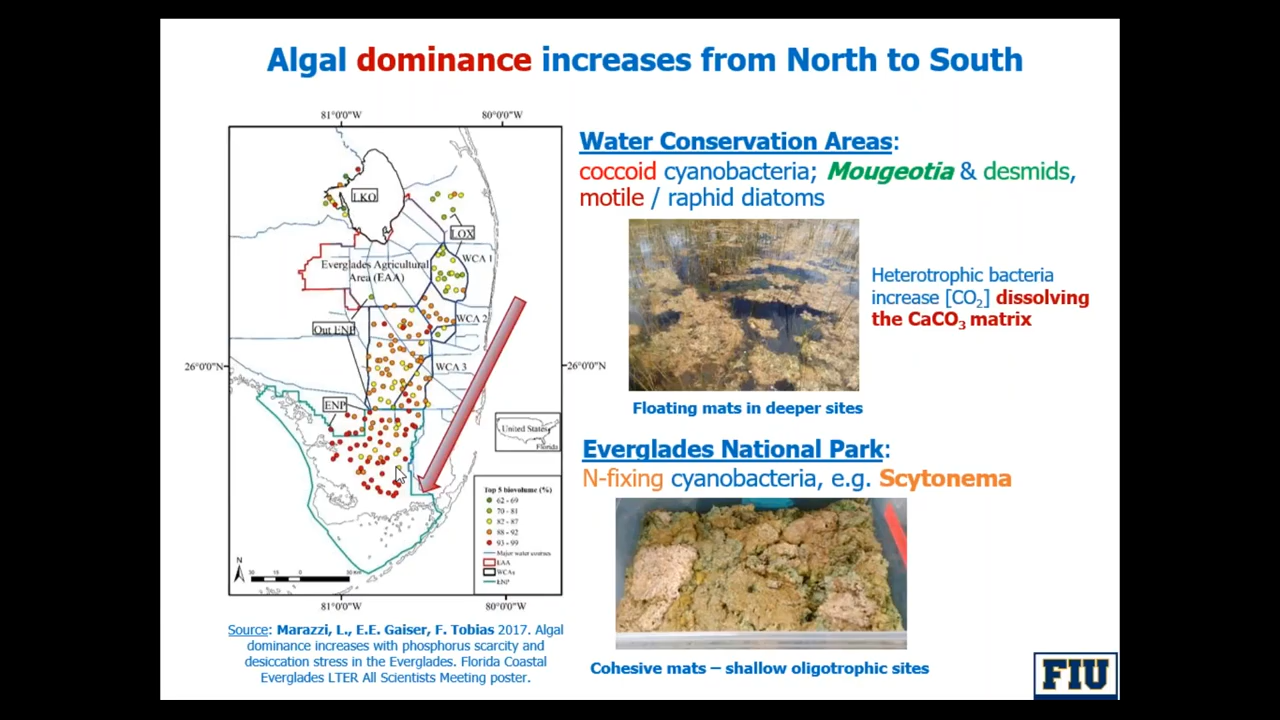 Algal dominance increases from North to South
81°0'0"W
80°0'0"W
LKO
LOX
WCA 1
Everglades Agricultural
Area (EAA)
Out ENP
WCA 2
26°0'0"N
26°0'0"N
WCA 3
ENP
United States
Florida
Top 5 biovolume (%)
62 - 69
70 - 81
82 - 87
88 - 92
93 - 99
Major water courses
EAA
WCAs
ENP
N
81°0'0"W
80°0'0"W
Source: Marazzi, L., E.E. Gaiser, F. Tobias 2017. Algal
dominance increases with phosphorus scarcity and
desiccation stress in the Everglades. Florida Coastal
Everglades LTER All Scientists Meeting poster.
Water Conservation Areas:
coccoid cyanobacteria; Mougeotia & desmids,
motile / raphid diatoms
Heterotrophic bacteria
increase [CO₂] dissolving
the CaCO₃ matrix
Floating mats in deeper sites
Everglades National Park:
N-fixing cyanobacteria, e.g. Scytonema
Cohesive mats – shallow oligotrophic sites
FIU